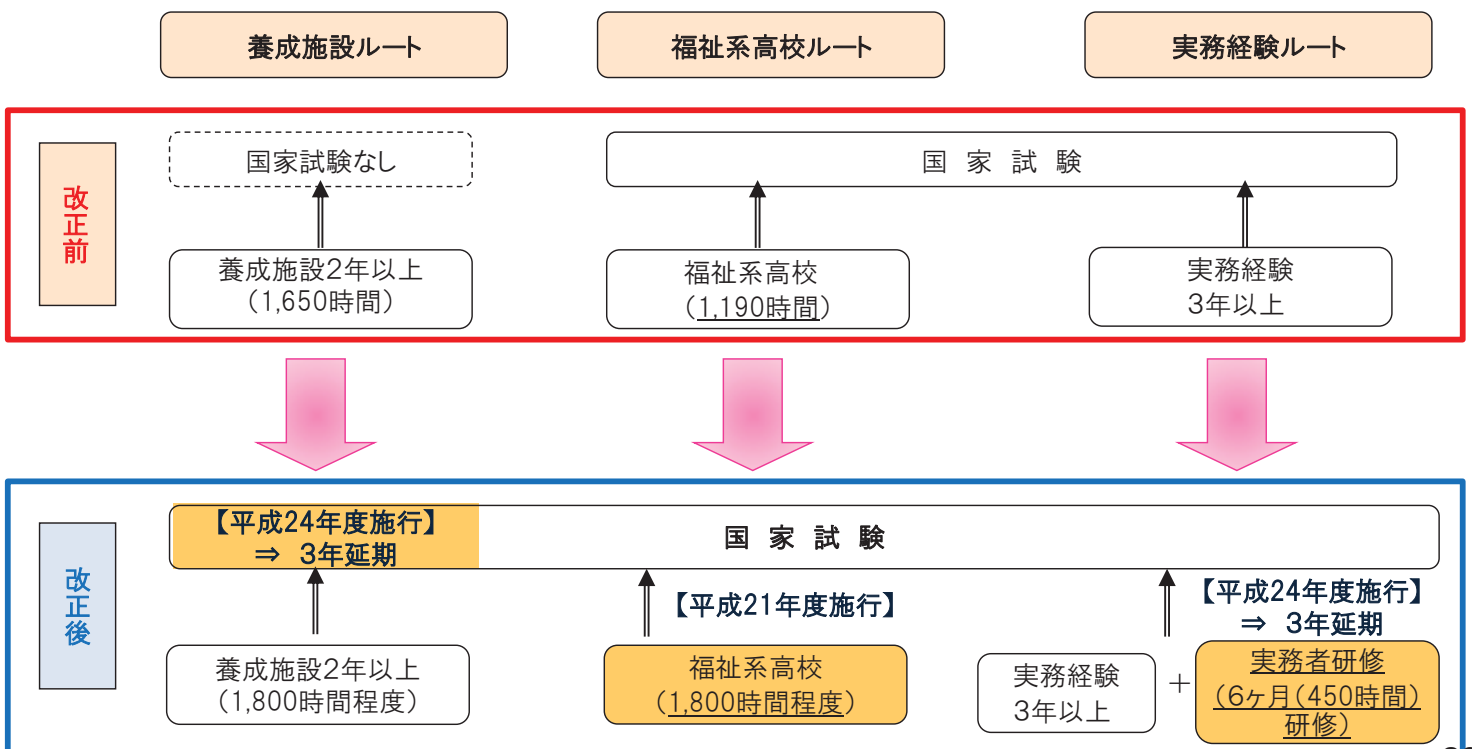 養成施設ルート
福祉系高校ルート
実務経験ルート
改正前
国家試験なし
国 家 試 験
養成施設2年以上
（1,650時間）
福祉系高校
（1,190時間）
実務経験
3年以上
改正後
【平成24年度施行】
⇒ 3年延期
国 家 試 験
【平成21年度施行】
【平成24年度施行】
⇒ 3年延期
養成施設2年以上
（1,800時間程度）
福祉系高校
（1,800時間程度）
実務経験
3年以上
＋
実務者研修
（6ヶ月（450時間）
研修）